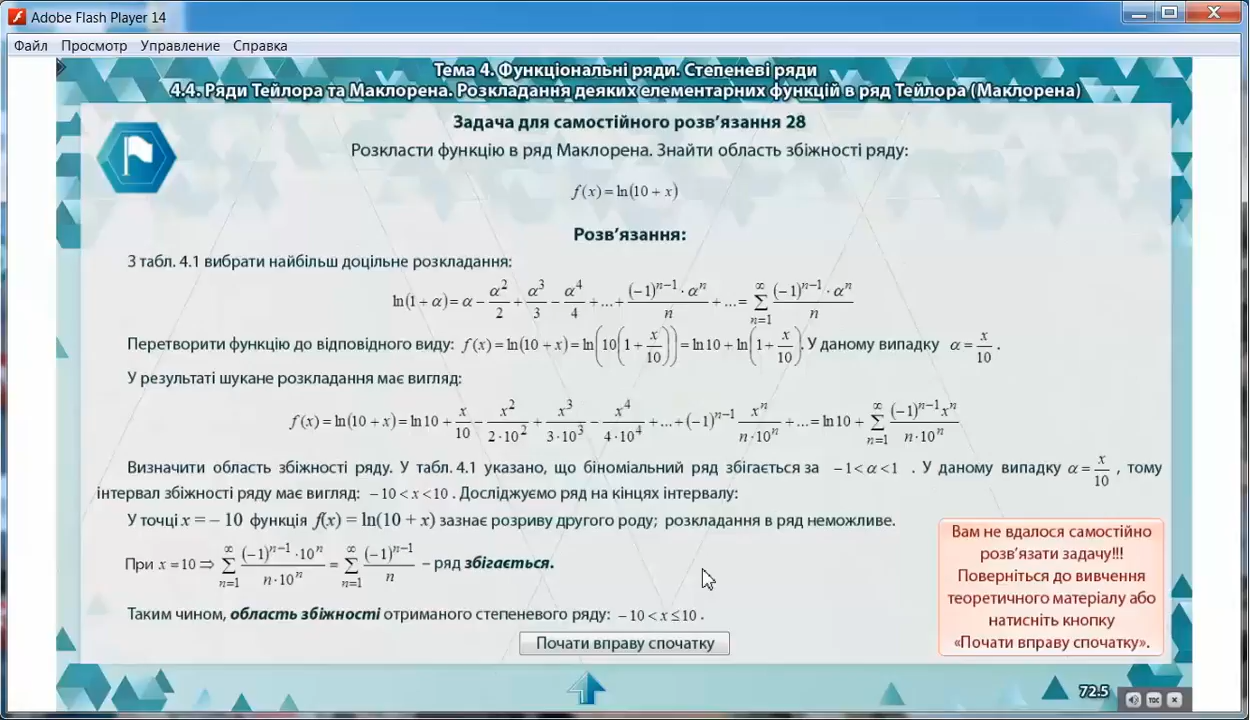 Adobe Flash Player 14
Файл Просмотр Управление Справка
Тема 4. Функціональні ряди. Степеневі ряди
4.4. Ряди Тейлора та Маклорена. Розкладання деяких елементарних функцій в ряд Тейлора (Маклорена)
Задача для самостійного розв’язання 28
Розкласти функцію в ряд Маклорена. Знайти область збіжності ряду:
f(x) = ln(10 + x)
Розв’язання:
З табл. 4.1 вибрати найбільш доцільне розкладання:
ln(1 + α) = α − α²/2 + α³/3 − α⁴/4 + ... + (−1)ⁿ⁻¹ · αⁿ/n + ... = ∑_{n=1}^{∞} (−1)ⁿ⁻¹ · αⁿ/n
Перетворити функцію до відповідного виду: f(x) = ln(10 + x) = ln(10(1 + x/10)) = ln10 + ln(1 + x/10). У даному випадку α = x/10 .
У результаті шукане розкладання має вигляд:
f(x) = ln(10 + x) = ln10 + x/10 − x²/(2·10²) + x³/(3·10³) − x⁴/(4·10⁴) + ... + (−1)ⁿ⁻¹ xⁿ/(n·10ⁿ) + ... = ln10 + ∑_{n=1}^{∞} (−1)ⁿ⁻¹xⁿ/(n·10ⁿ)
Визначити область збіжності ряду. У табл. 4.1 указано, що біноміальний ряд збігається за −1 < α < 1 . У даному випадку α = x/10 , тому
інтервал збіжності ряду має вигляд: −10 < x < 10 . Досліджуємо ряд на кінцях інтервалу:
У точці x = − 10 функція f(x) = ln(10 + x) зазнає розриву другого роду; розкладання в ряд неможливе.
При x = 10 ⇒ ∑_{n=1}^{∞} (−1)ⁿ⁻¹ ·10ⁿ/(n·10ⁿ) = ∑_{n=1}^{∞} (−1)ⁿ⁻¹/n – ряд збігається.
Таким чином, область збіжності отриманого степеневого ряду: −10 < x ≤ 10 .
Почати вправу спочатку
Вам не вдалося самостійно
розв’язати задачу!!!
Поверніться до вивчення
теоретичного матеріалу або
натисніть кнопку
«Почати вправу спочатку».
72.5
TOC